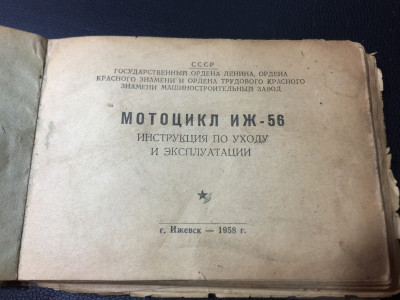 СССР
ГОСУДАРСТВЕННЫЙ ОРДЕНА ЛЕНИНА, ОРДЕНА
КРАСНОГО ЗНАМЕНИ И ОРДЕНА ТРУДОВОГО КРАСНОГО
ЗНАМЕНИ МАШИНОСТРОИТЕЛЬНЫЙ ЗАВОД
МОТОЦИКЛ ИЖ-56
ИНСТРУКЦИЯ ПО УХОДУ
И ЭКСПЛУАТАЦИИ
г. Ижевск — 1958 г.